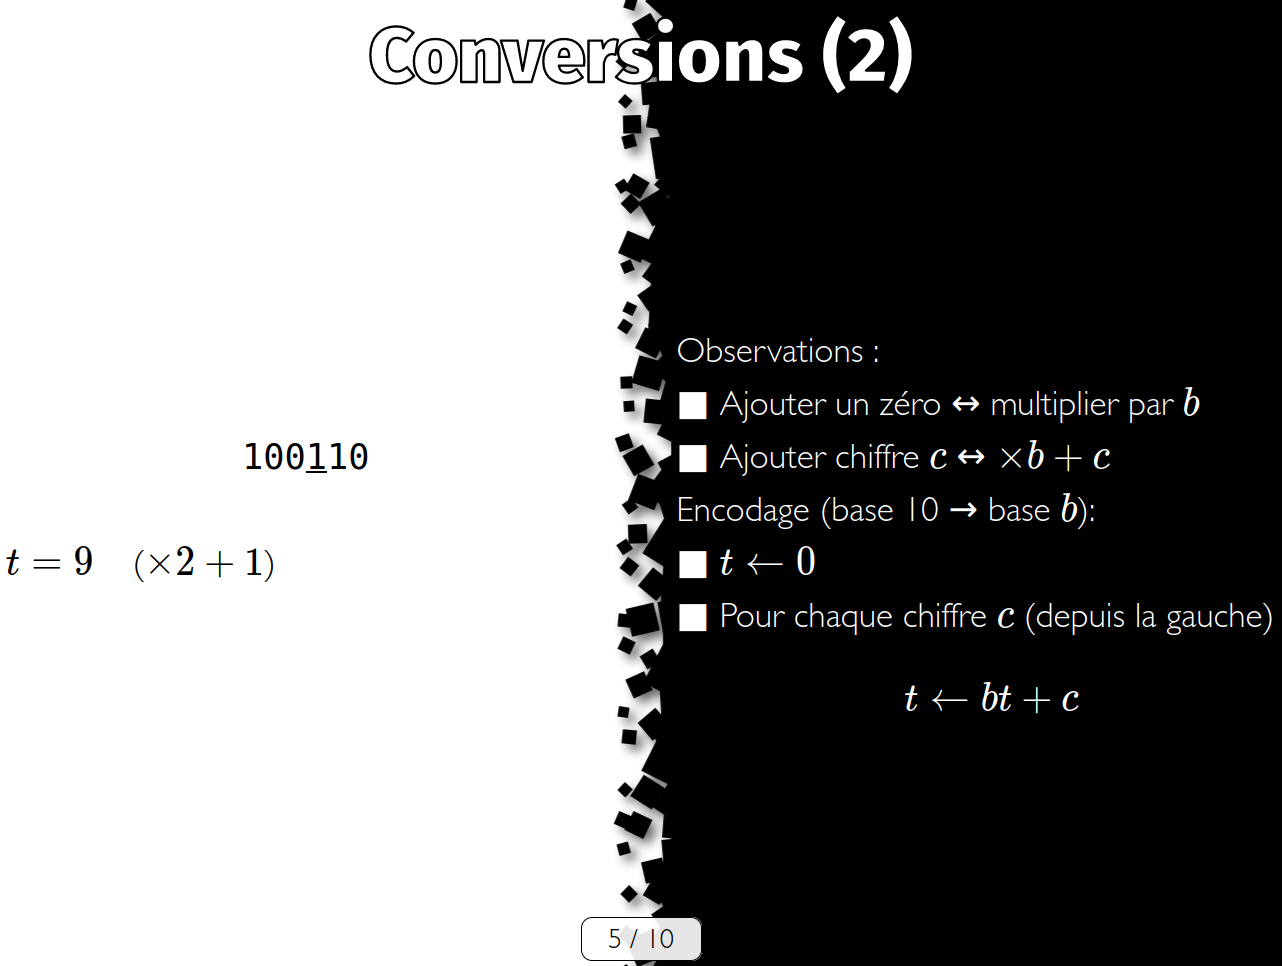 Conversions (2)
100110
t = 9 (×2 + 1)
Observations :
Ajouter un zéro ↔ multiplier par b
Ajouter chiffre c ↔ ×b + c
Encodage (base 10 → base b):
t ← 0
Pour chaque chiffre c (depuis la gauche)
t ← bt + c
5 / 10